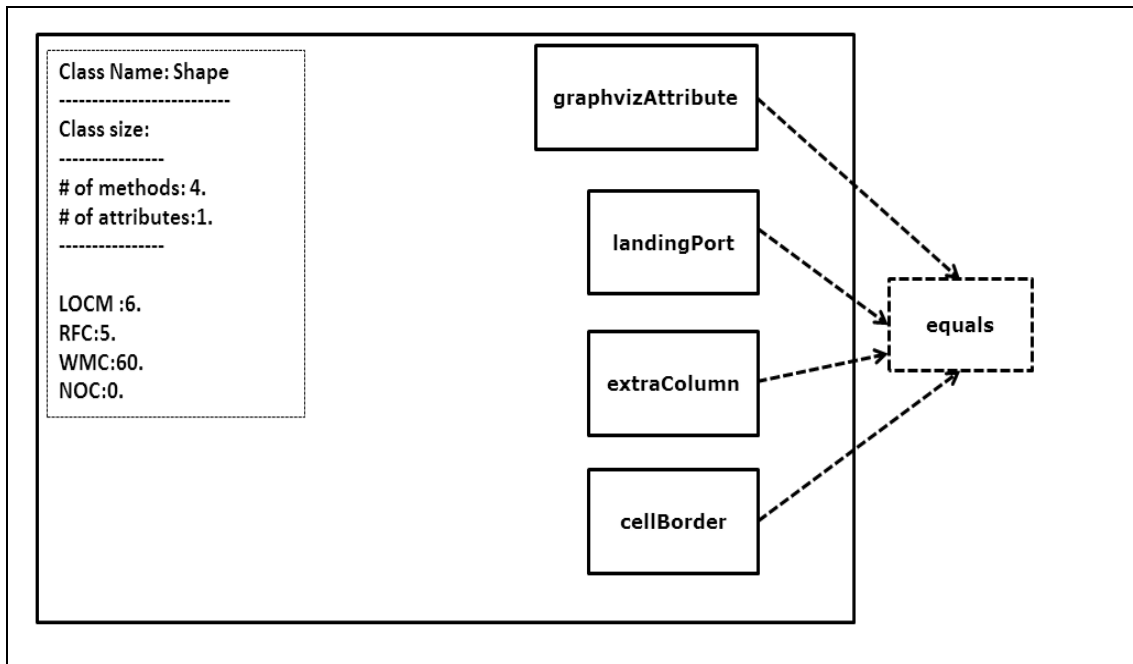 Class Name: Shape
--------------------------
Class size:
----------------
# of methods: 4.
# of attributes:1.
----------------
LOCM :6.
RFC:5.
WMC:60.
NOC:0.
graphvizAttribute
landingPort
equals
extraColumn
cellBorder